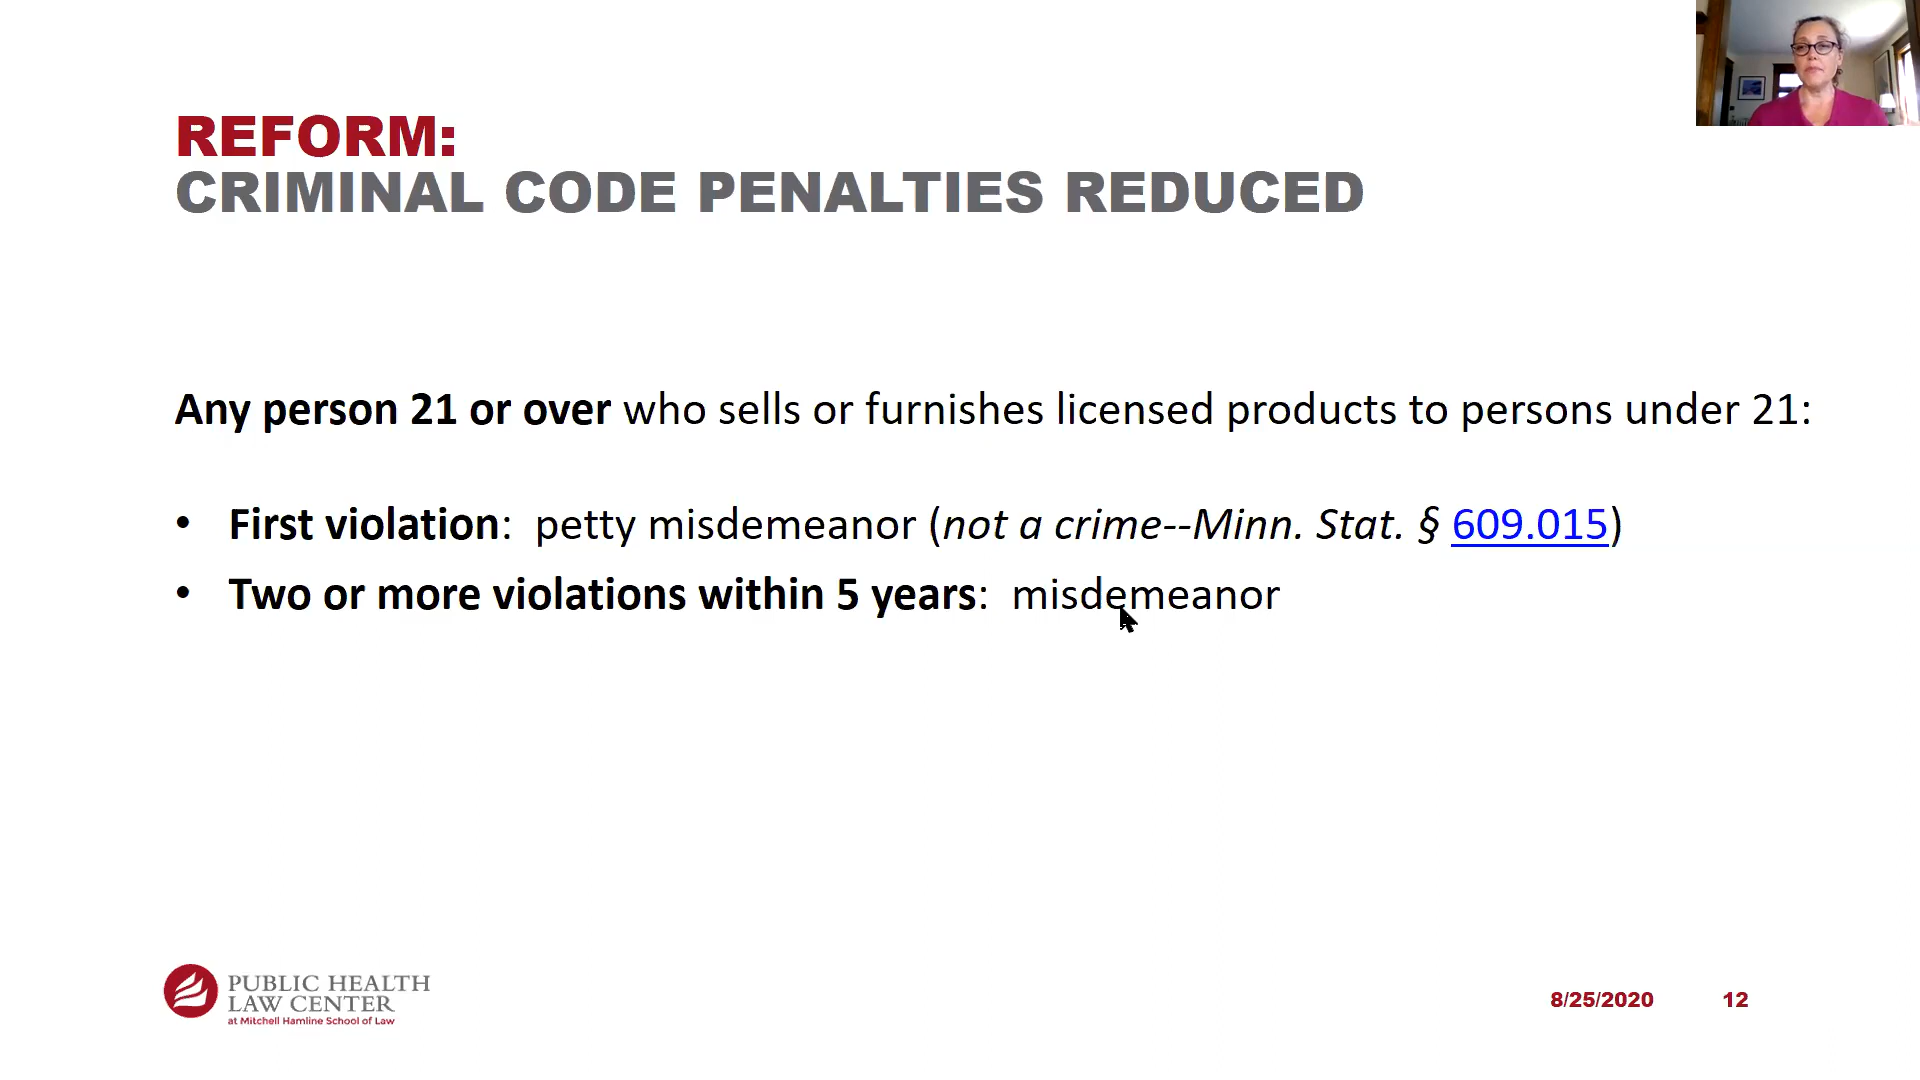 REFORM:
CRIMINAL CODE PENALTIES REDUCED
Any person 21 or over who sells or furnishes licensed products to persons under 21:
• First violation: petty misdemeanor (not a crime--Minn. Stat. § 609.015)
• Two or more violations within 5 years: misdemeanor
PUBLIC HEALTH
LAW CENTER
at Mitchell Hamline School of Law
8/25/2020 12